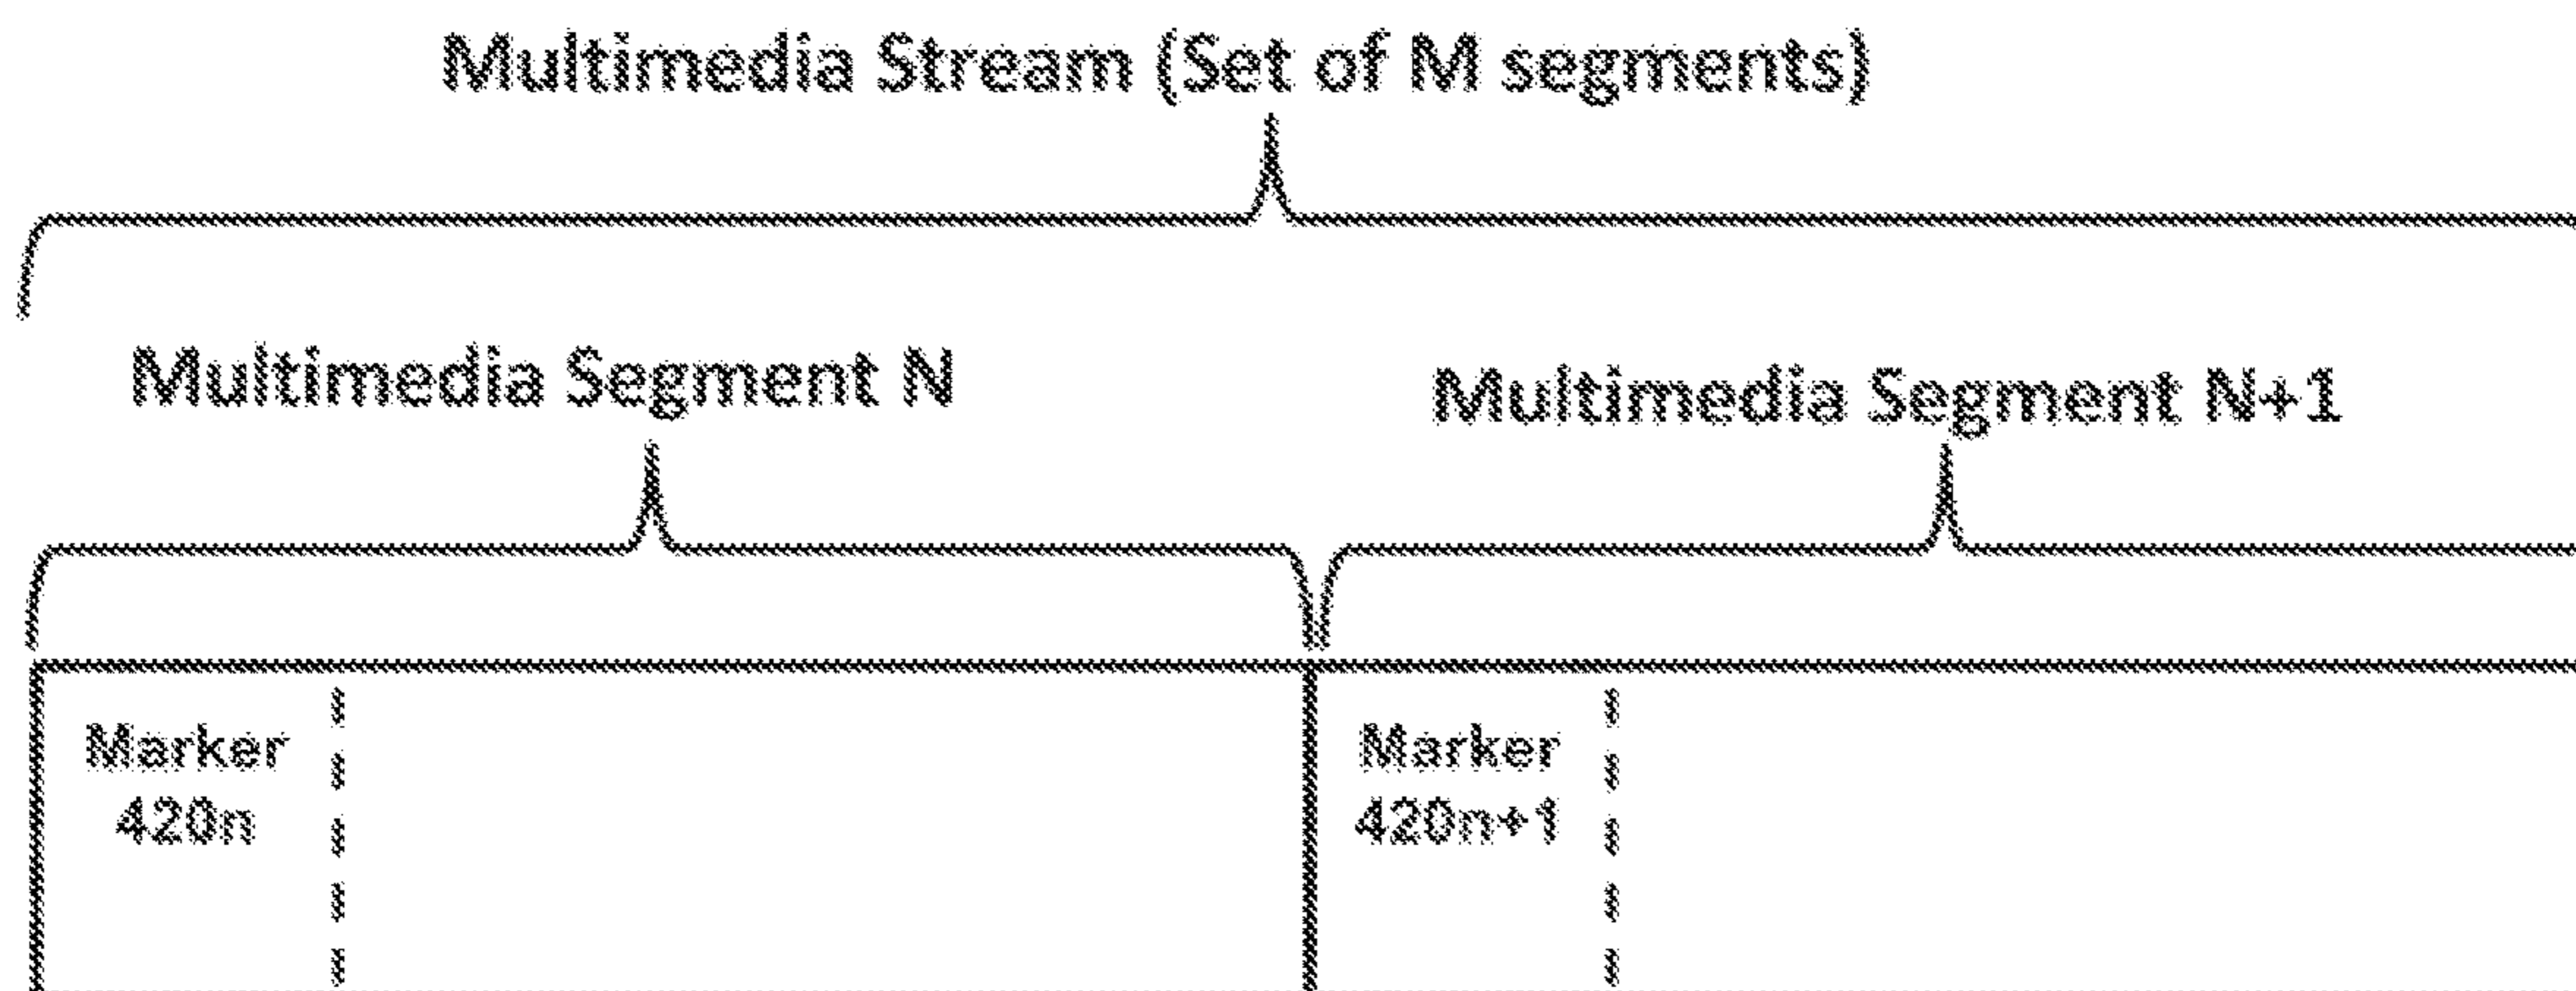 Multimedia Stream (Set of M segments)
Multimedia Segment N
Multimedia Segment N+1
Marker
420n
Marker
420n+1